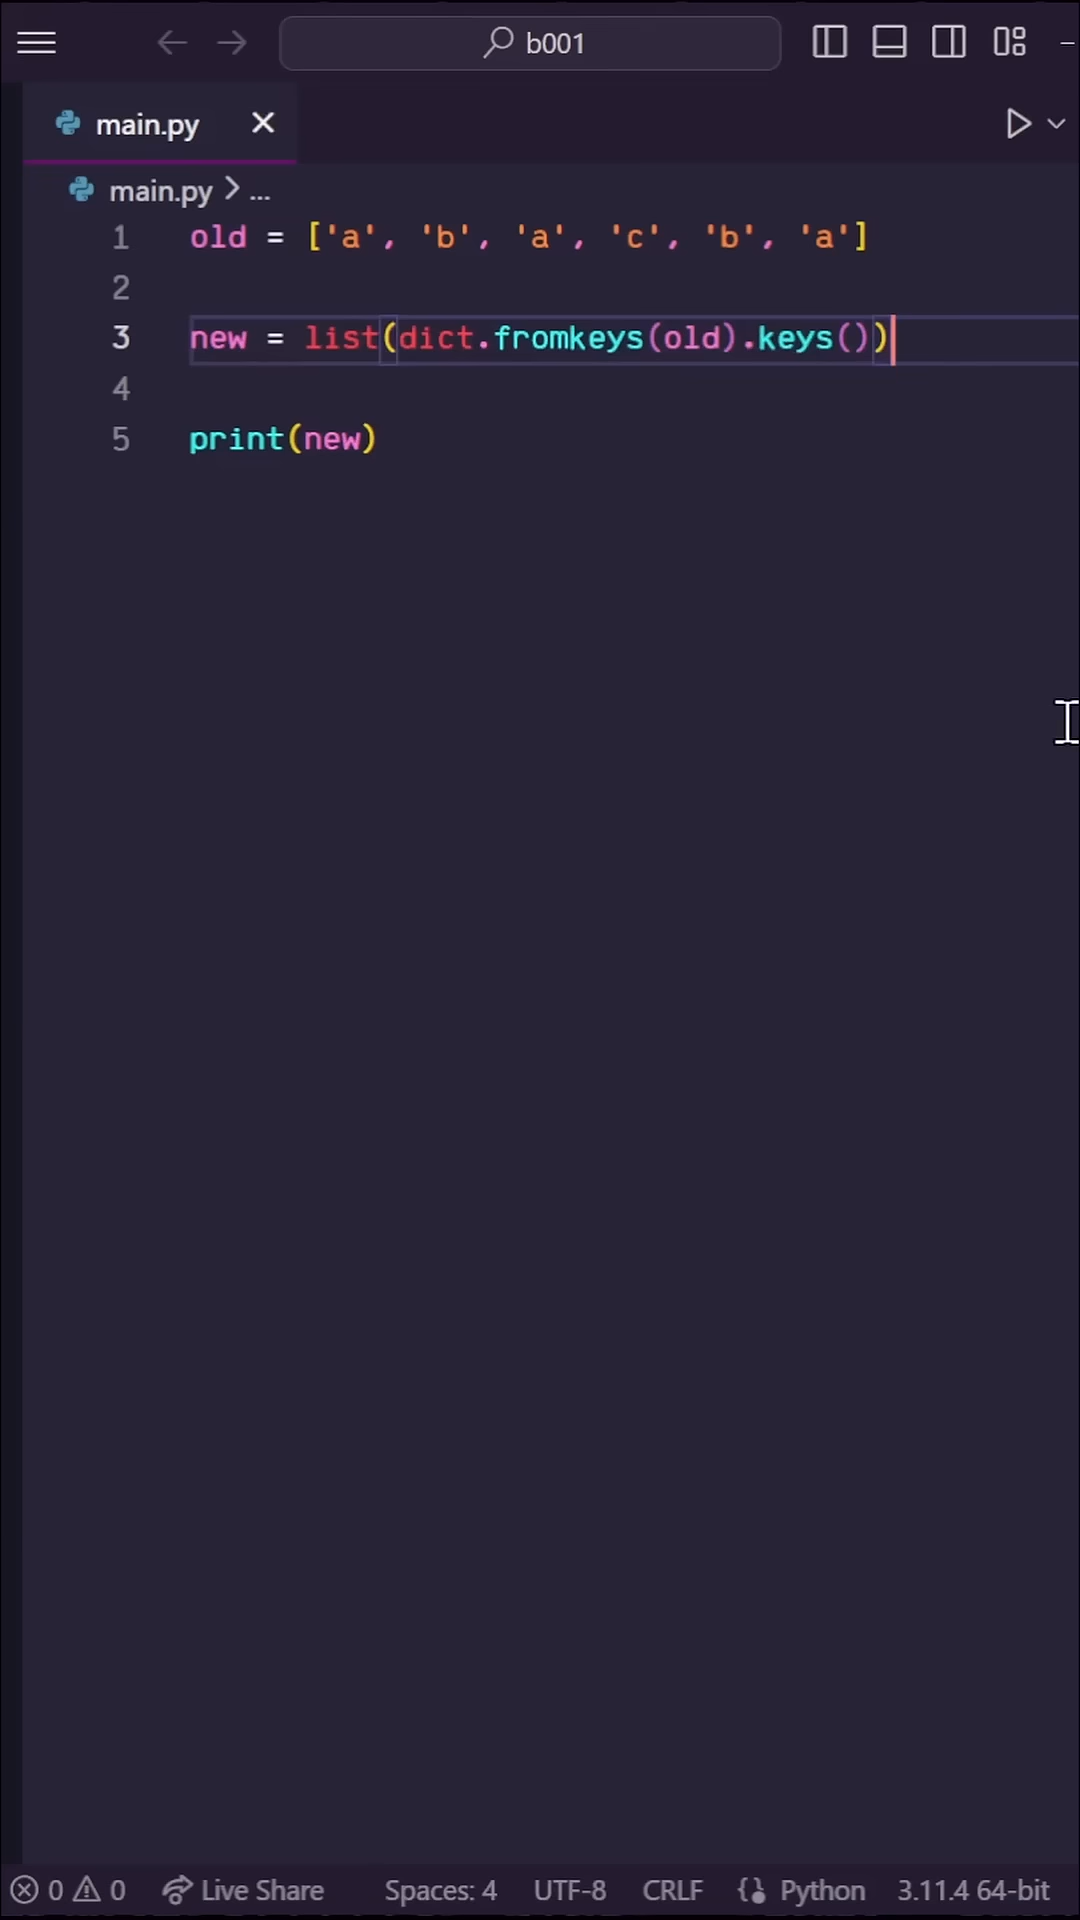 b001
main.py
main.py > ...
1 old = ['a', 'b', 'a', 'c', 'b', 'a']
2
3 new = list(dict.fromkeys(old).keys())
4
5 print(new)
0 0 Live Share Spaces: 4 UTF-8 CRLF Python 3.11.4 64-bit